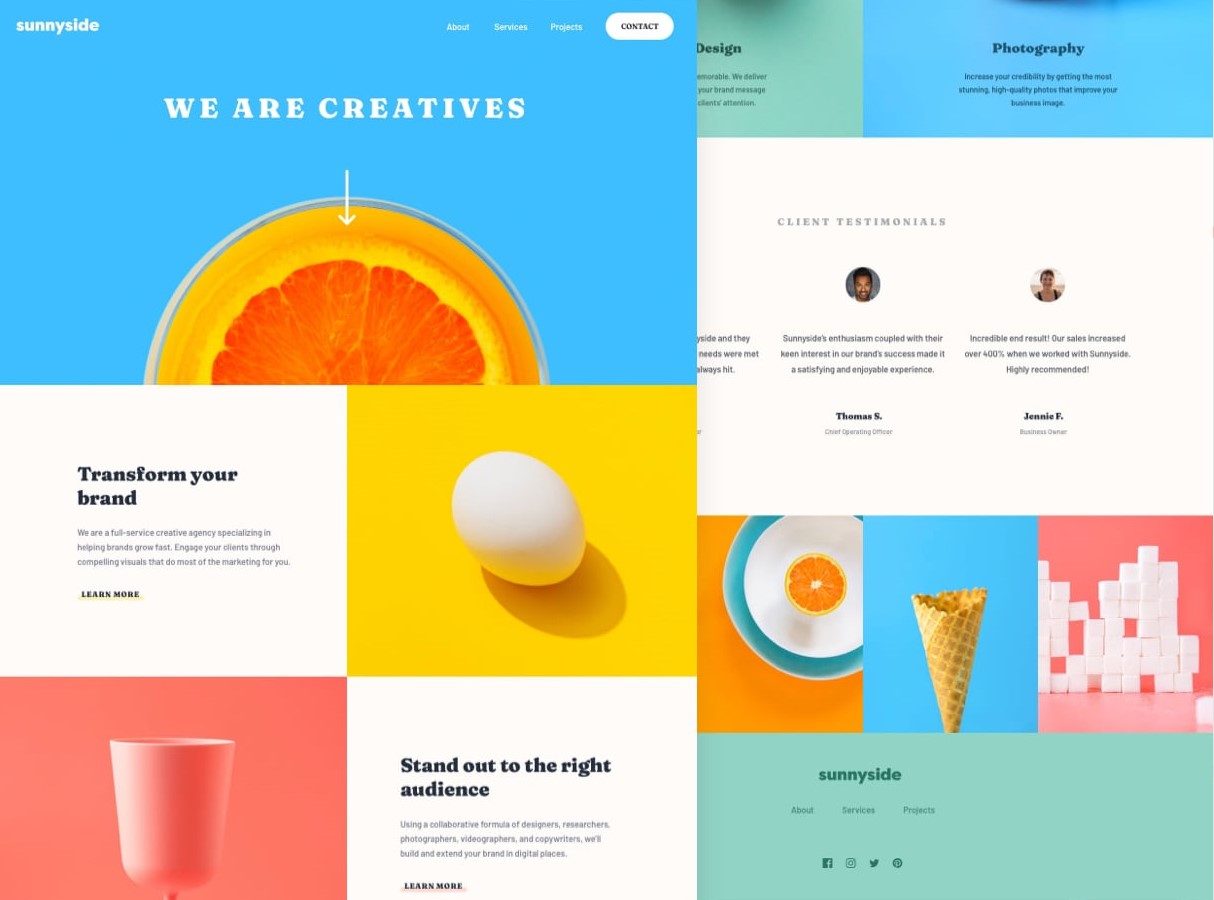 sunnyside
About Services Projects CONTACT
WE ARE CREATIVES
Transform your
brand
We are a full-service creative agency specializing in
helping brands grow fast. Engage your clients through
compelling visuals that do most of the marketing for you.
LEARN MORE
Stand out to the right
audience
Using a collaborative formula of designers, researchers,
photographers, videographers, and copywriters, we'll
build and extend your brand in digital places.
LEARN MORE
Design
emorable. We deliver
your brand message
clients' attention.
Photography
Increase your credibility by getting the most
stunning, high-quality photos that improve your
business image.
CLIENT TESTIMONIALS
yside and they
needs were met
always hit.
Sunnyside's enthusiasm coupled with their
keen interest in our brand's success made it
a satisfying and enjoyable experience.
Thomas S.
Chief Operating Officer
Incredible end result! Our sales increased
over 400% when we worked with Sunnyside.
Highly recommended!
Jennie F.
Business Owner
sunnyside
About Services Projects